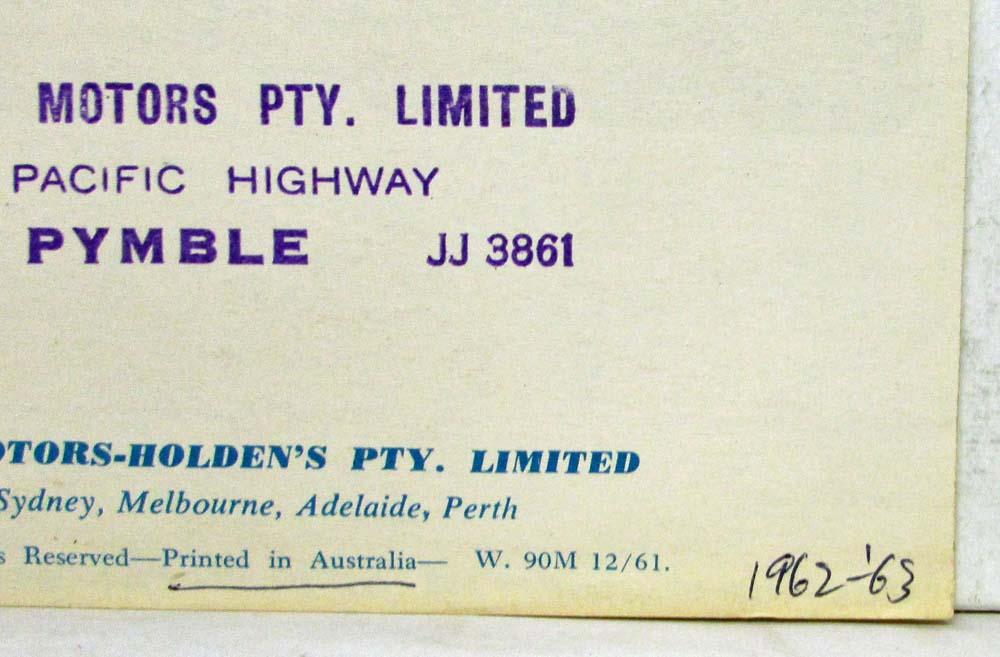 MOTORS PTY. LIMITED
PACIFIC HIGHWAY
PYMBLE JJ 3861
OTORS-HOLDEN'S PTY. LIMITED
Sydney, Melbourne, Adelaide, Perth
s Reserved—Printed in Australia— W. 90M 12/61.
1962-'63